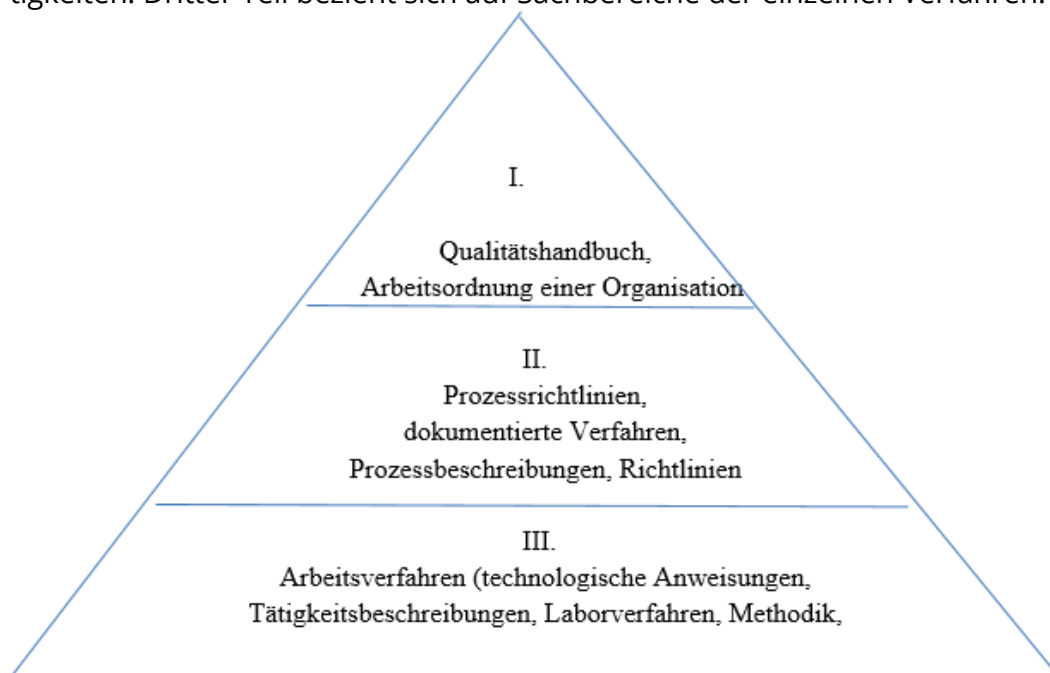 tigkeiten. Dritter Teil bezieht sich auf Sachbereiche der einzelnen Verfahren.
I.
Qualitätshandbuch,
Arbeitsordnung einer Organisation
II.
Prozessrichtlinien,
dokumentierte Verfahren,
Prozessbeschreibungen, Richtlinien
III.
Arbeitsverfahren (technologische Anweisungen,
Tätigkeitsbeschreibungen, Laborverfahren, Methodik,